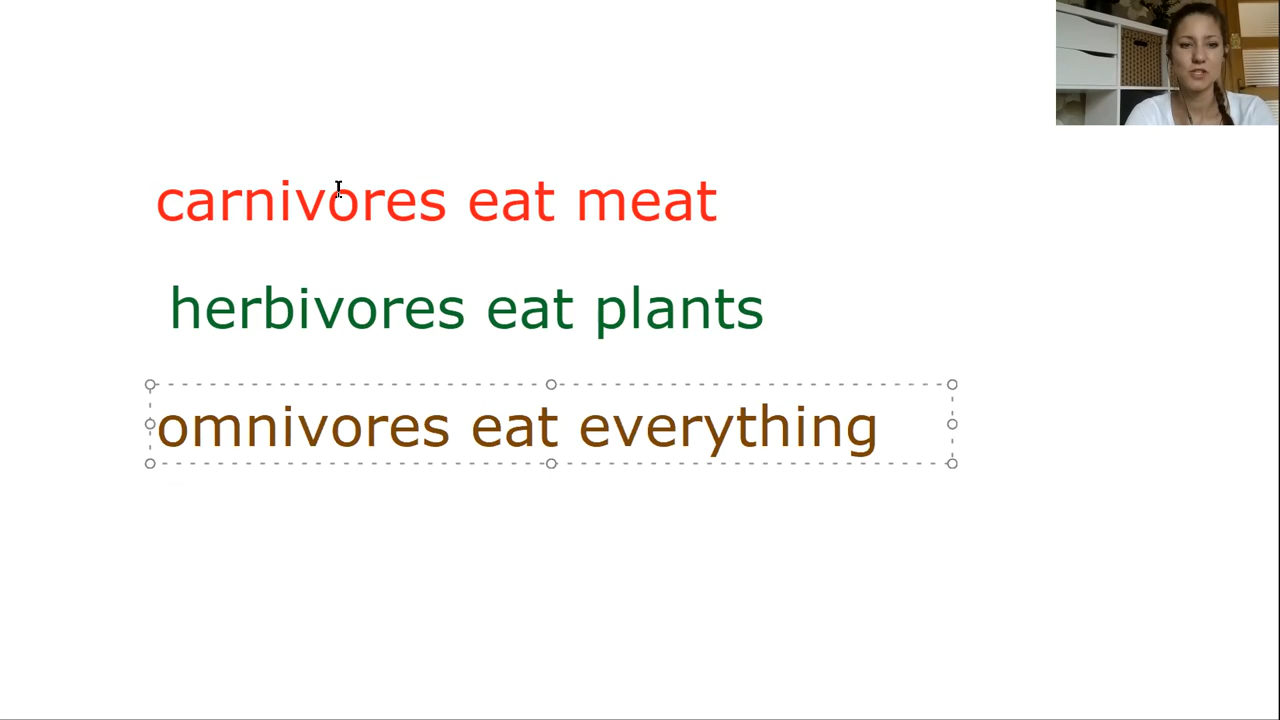 carnivores eat meat
herbivores eat plants
omnivores eat everything